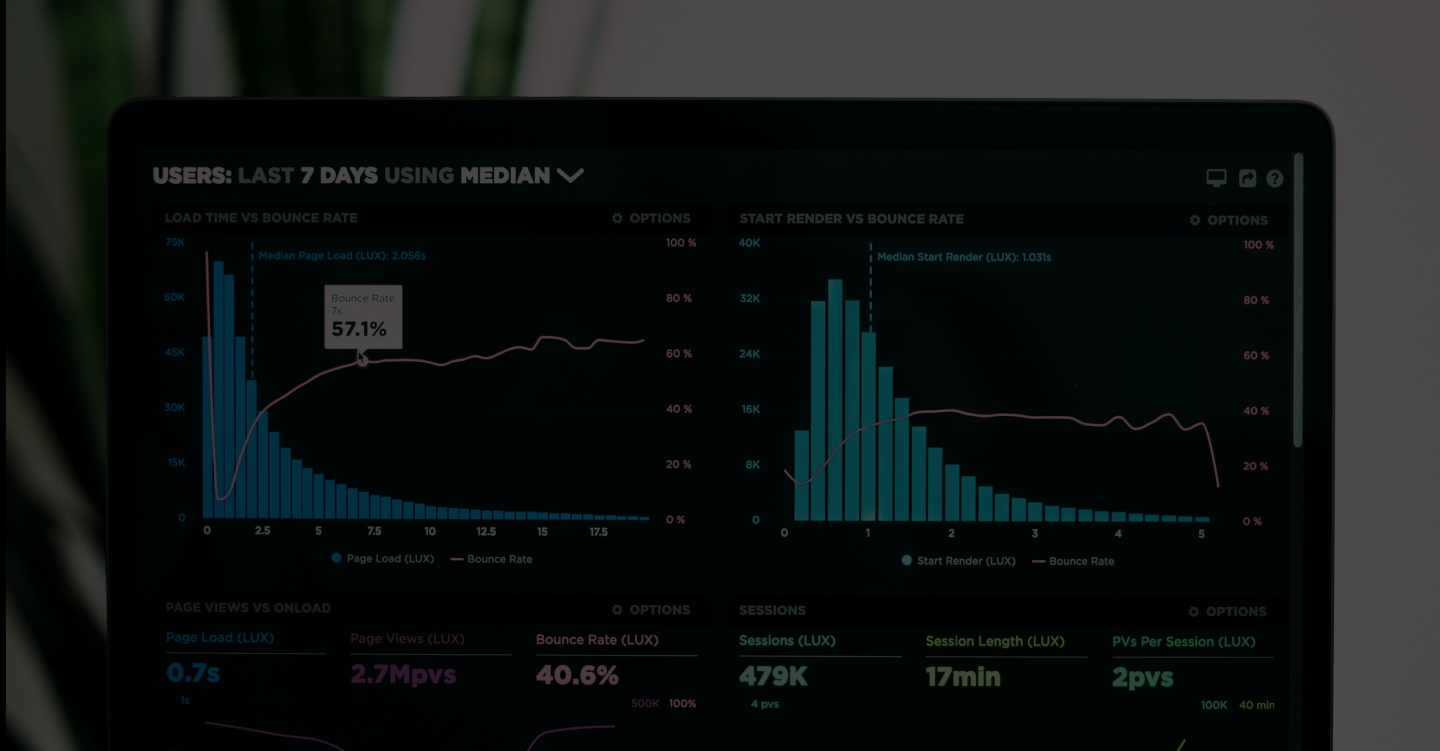 USERS: LAST 7 DAYS USING MEDIAN
LOAD TIME VS BOUNCE RATE
OPTIONS
75K
100 %
Median Page Load (LUX): 2.056s
60K
80 %
Bounce Rate
7s
57.1%
45K
60 %
30K
40 %
15K
20 %
0
0 %
0 2.5 5 7.5 10 12.5 15 17.5
Page Load (LUX) Bounce Rate
START RENDER VS BOUNCE RATE
OPTIONS
40K
100 %
Median Start Render (LUX): 1.031s
32K
80 %
24K
60 %
16K
40 %
8K
20 %
0
0 %
0 1 2 3 4 5
Start Render (LUX) Bounce Rate
PAGE VIEWS VS ONLOAD
OPTIONS
Page Load (LUX) Page Views (LUX) Bounce Rate (LUX)
0.7s 2.7Mpvs 40.6%
1s 500K 100%
SESSIONS
OPTIONS
Sessions (LUX) Session Length (LUX) PVs Per Session (LUX)
479K 17min 2pvs
4 pvs 100K 40 min